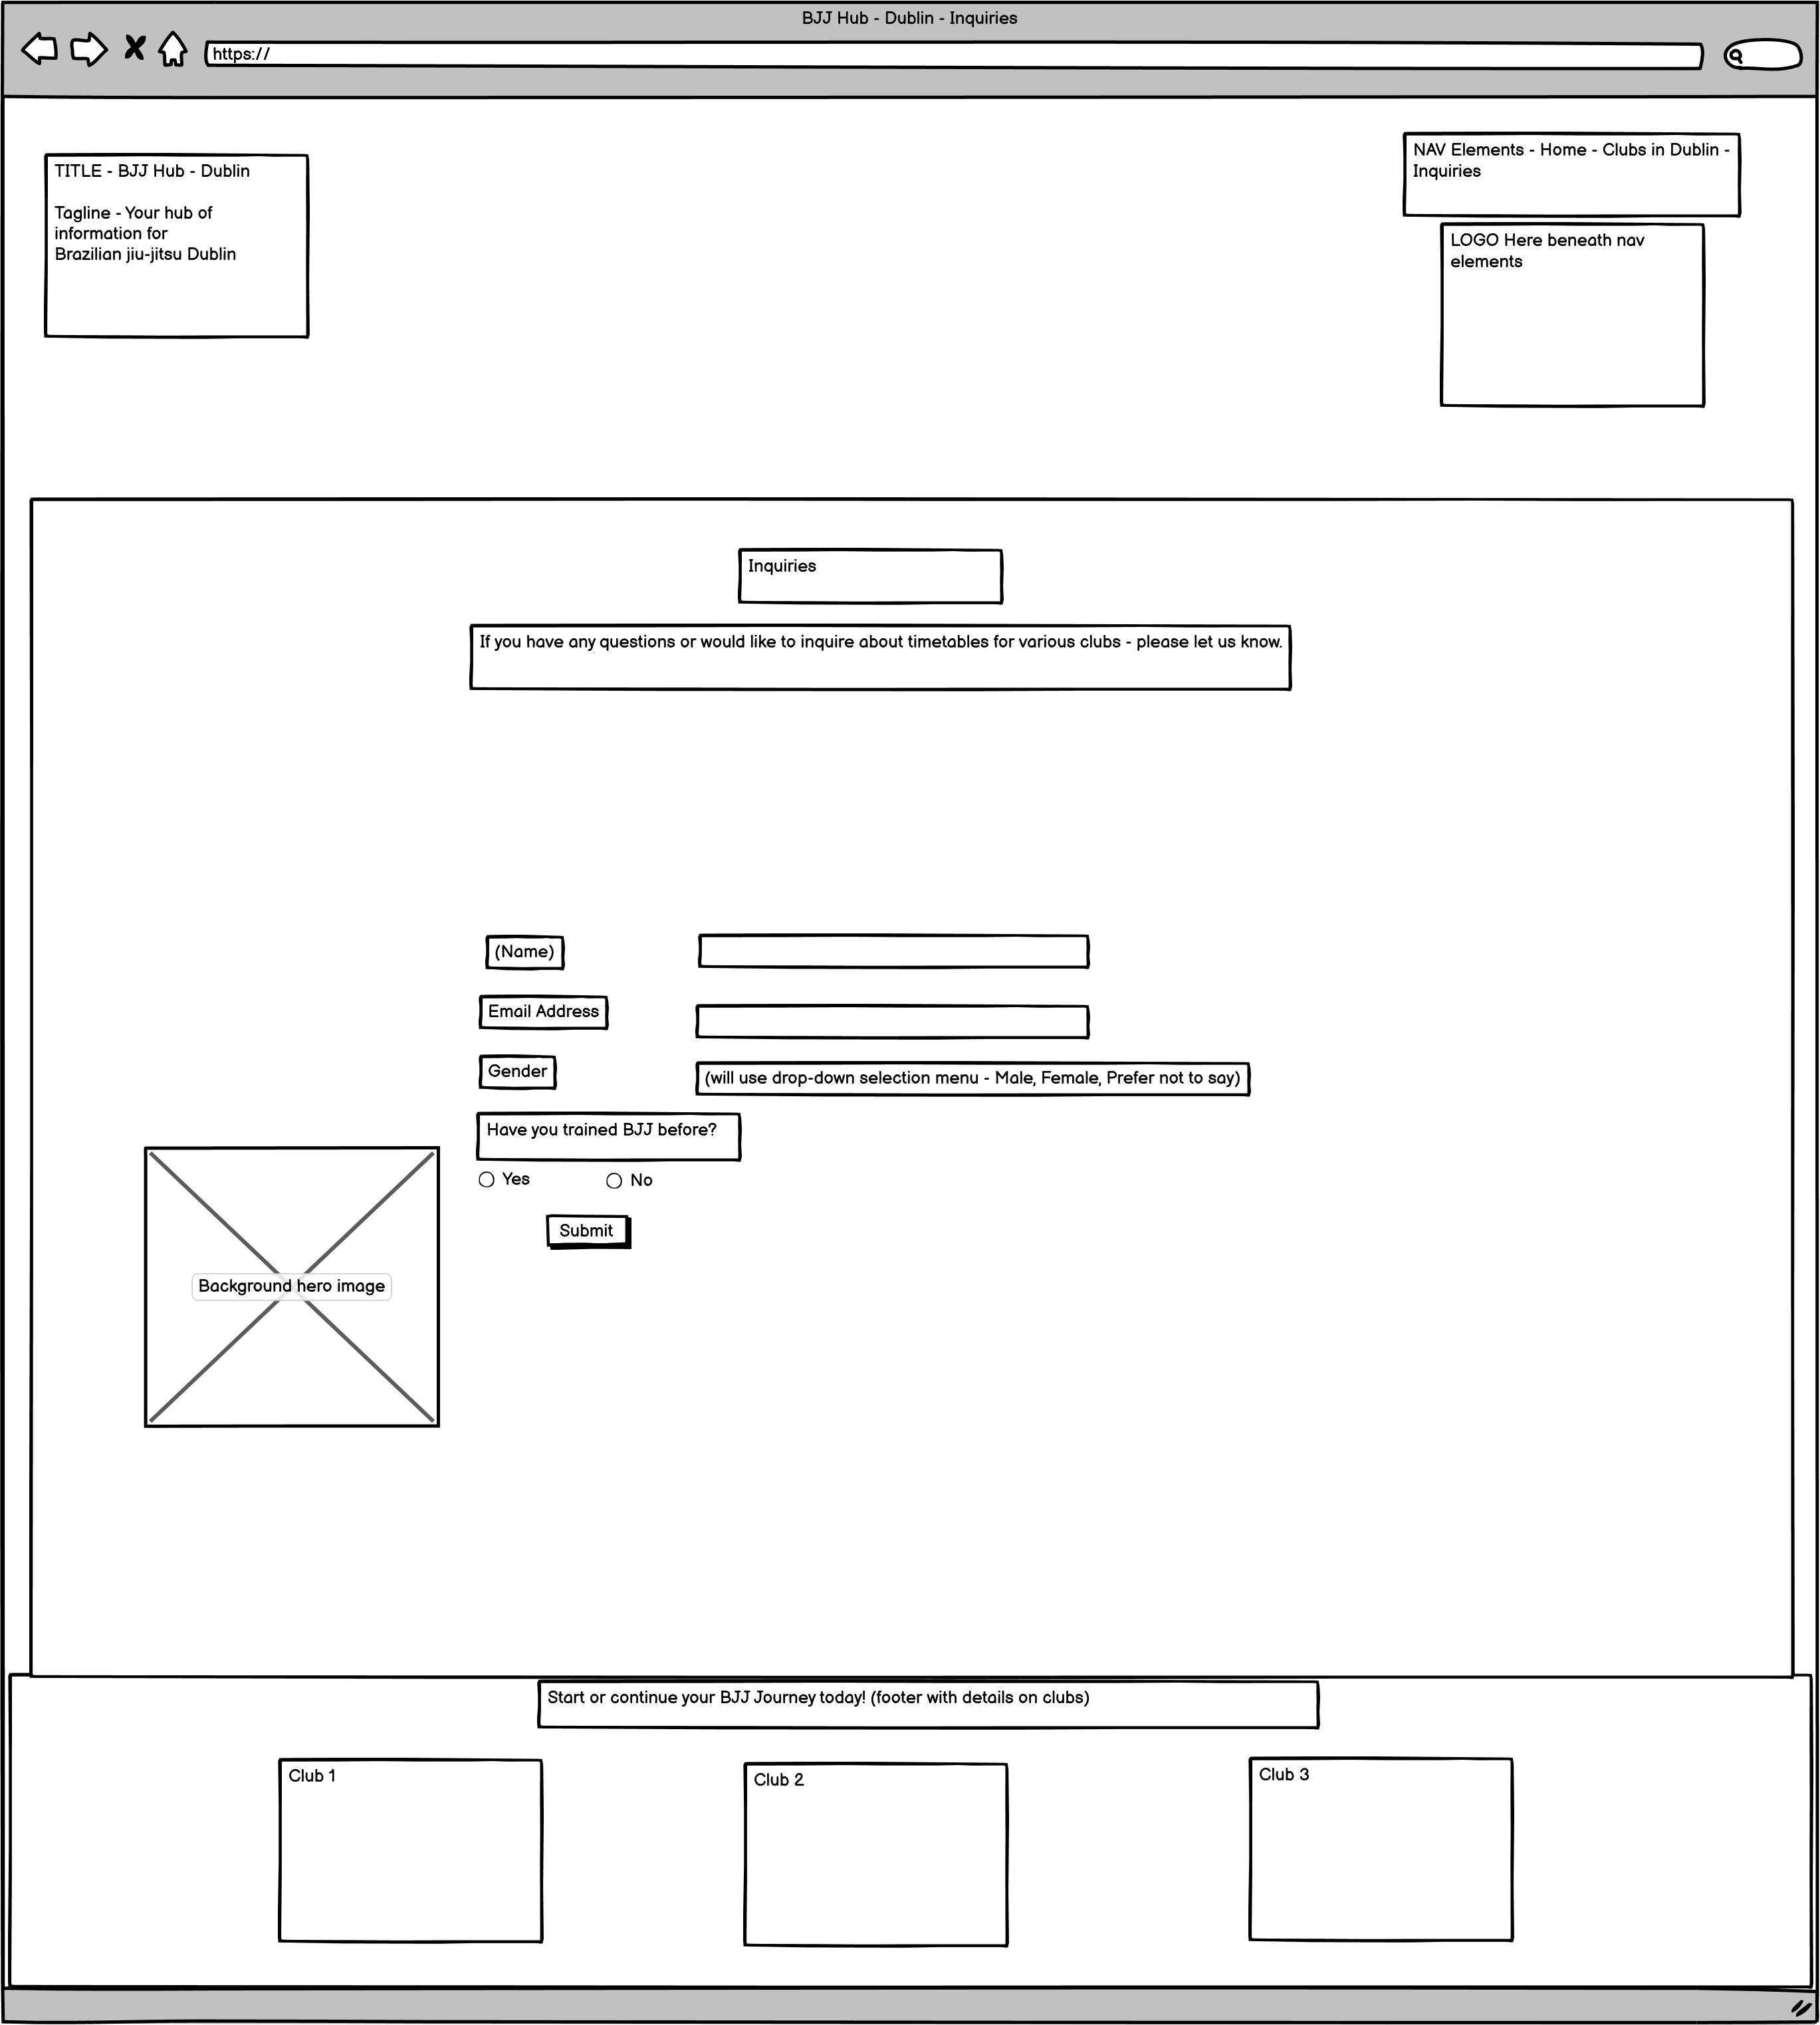 BJJ Hub - Dublin - Inquiries
https://
TITLE - BJJ Hub - Dublin
Tagline - Your hub of
information for
Brazilian jiu-jitsu Dublin
NAV Elements - Home - Clubs in Dublin -
Inquiries
LOGO Here beneath nav
elements
Inquiries
If you have any questions or would like to inquire about timetables for various clubs - please let us know.
(Name)
Email Address
Gender
(will use drop-down selection menu - Male, Female, Prefer not to say)
Have you trained BJJ before?
Yes
No
Submit
Background hero image
Start or continue your BJJ Journey today! (footer with details on clubs)
Club 1
Club 2
Club 3